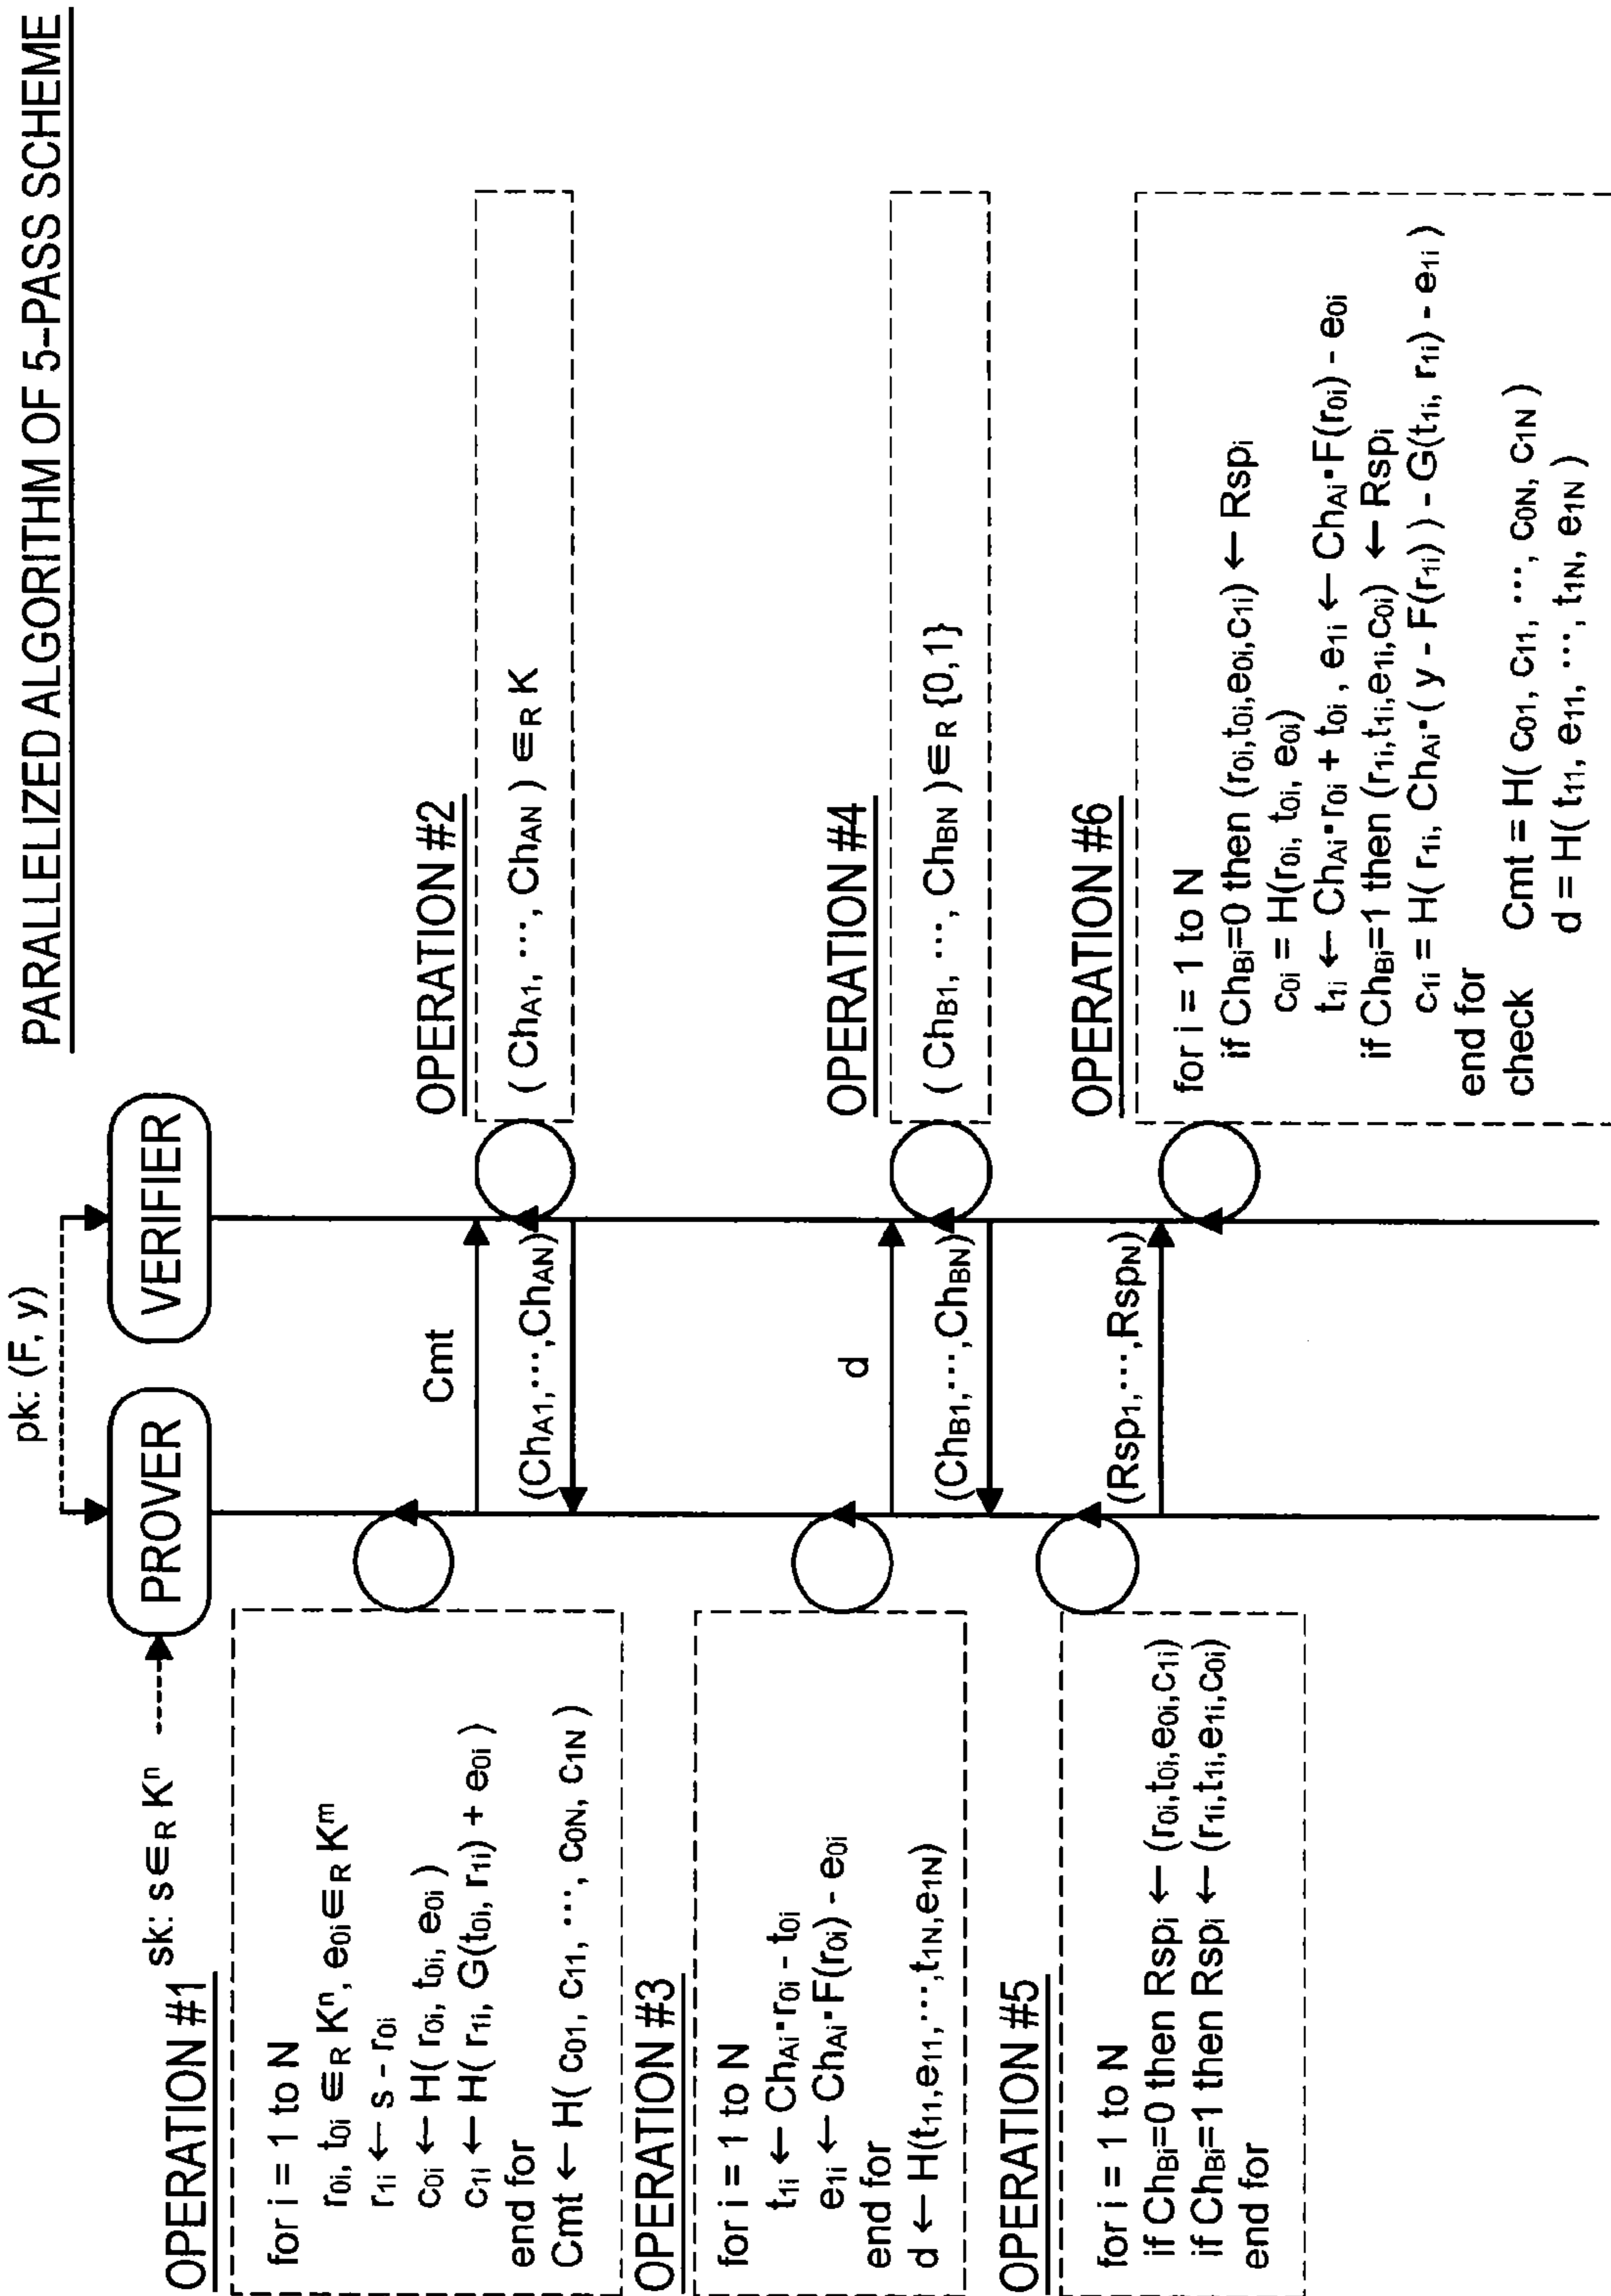 PARALLELIZED ALGORITHM OF 5-PASS SCHEME
pk: (F, y)
sk: s ∈R Kⁿ
PROVER
VERIFIER
OPERATION #1
for i = 1 to N
r0i, t0i ∈R Kⁿ, e0i ∈R Kᵐ
r1i ← s - r0i
c0i ← H( r0i, t0i, e0i )
c1i ← H( r1i, G(t0i, r1i) + e0i )
end for
Cmt ← H( c01, c11, ⋯, c0N, c1N )
Cmt
OPERATION #2
( ChA1, ⋯, ChAN ) ∈R K
(ChA1,⋯,ChAN)
OPERATION #3
for i = 1 to N
t1i ← ChAi·r0i - t0i
e1i ← ChAi·F(r0i) - e0i
end for
d ← H(t11,e11,⋯,t1N,e1N)
d
OPERATION #4
( ChB1, ⋯, ChBN ) ∈R {0,1}
(ChB1,⋯,ChBN)
OPERATION #5
for i = 1 to N
if ChBi=0 then Rspi ← (r0i,t0i,e0i,c1i)
if ChBi=1 then Rspi ← (r1i,t1i,e1i,c0i)
end for
(Rsp1,⋯,RspN)
OPERATION #6
for i = 1 to N
if ChBi=0 then (r0i,t0i,e0i,c1i) ← Rspi
c0i = H(r0i, t0i, e0i)
t1i ← ChAi·r0i + t0i , e1i ← ChAi·F(r0i) - e0i
if ChBi=1 then (r1i,t1i,e1i,c0i) ← Rspi
c1i = H( r1i, ChAi·( y - F(r1i) ) - G(t1i, r1i) - e1i )
end for
check Cmt = H( c01, c11, ⋯, c0N, c1N )
d = H( t11, e11, ⋯, t1N, e1N )